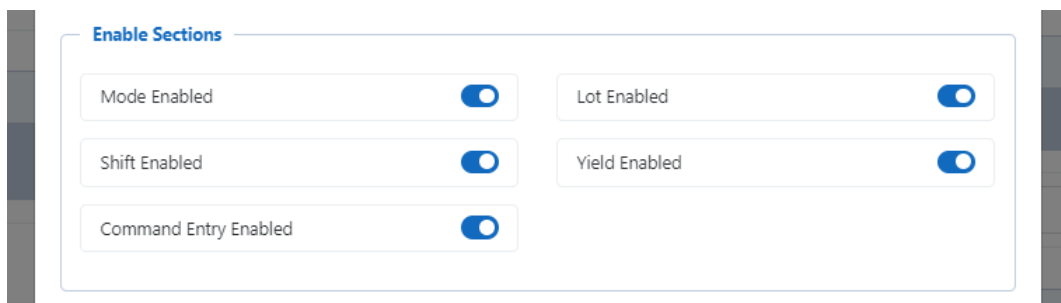 Enable Sections
Mode Enabled
Lot Enabled
Shift Enabled
Yield Enabled
Command Entry Enabled